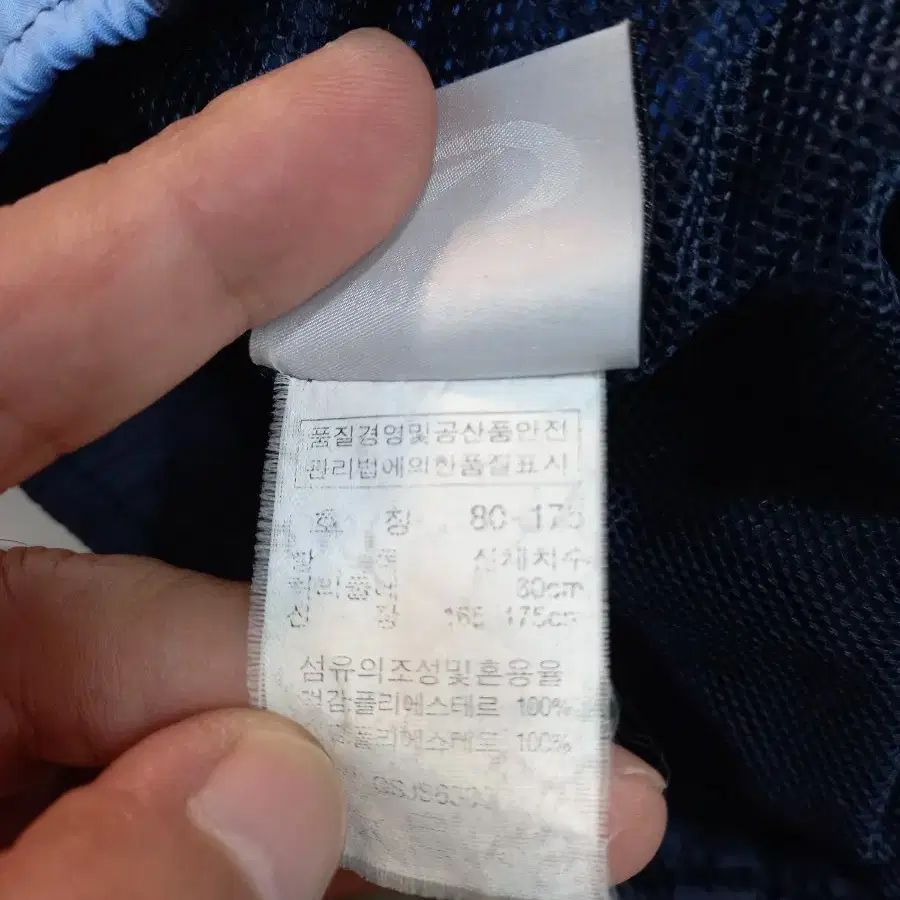 품질경영및공산품안전
관리법에의한품질표시
호 칭 80-175
신체치수
80cm
신 장 165 175cm
섬유의조성및혼용율
겉감:폴리에스테르 100%
폴리에스테르 100%